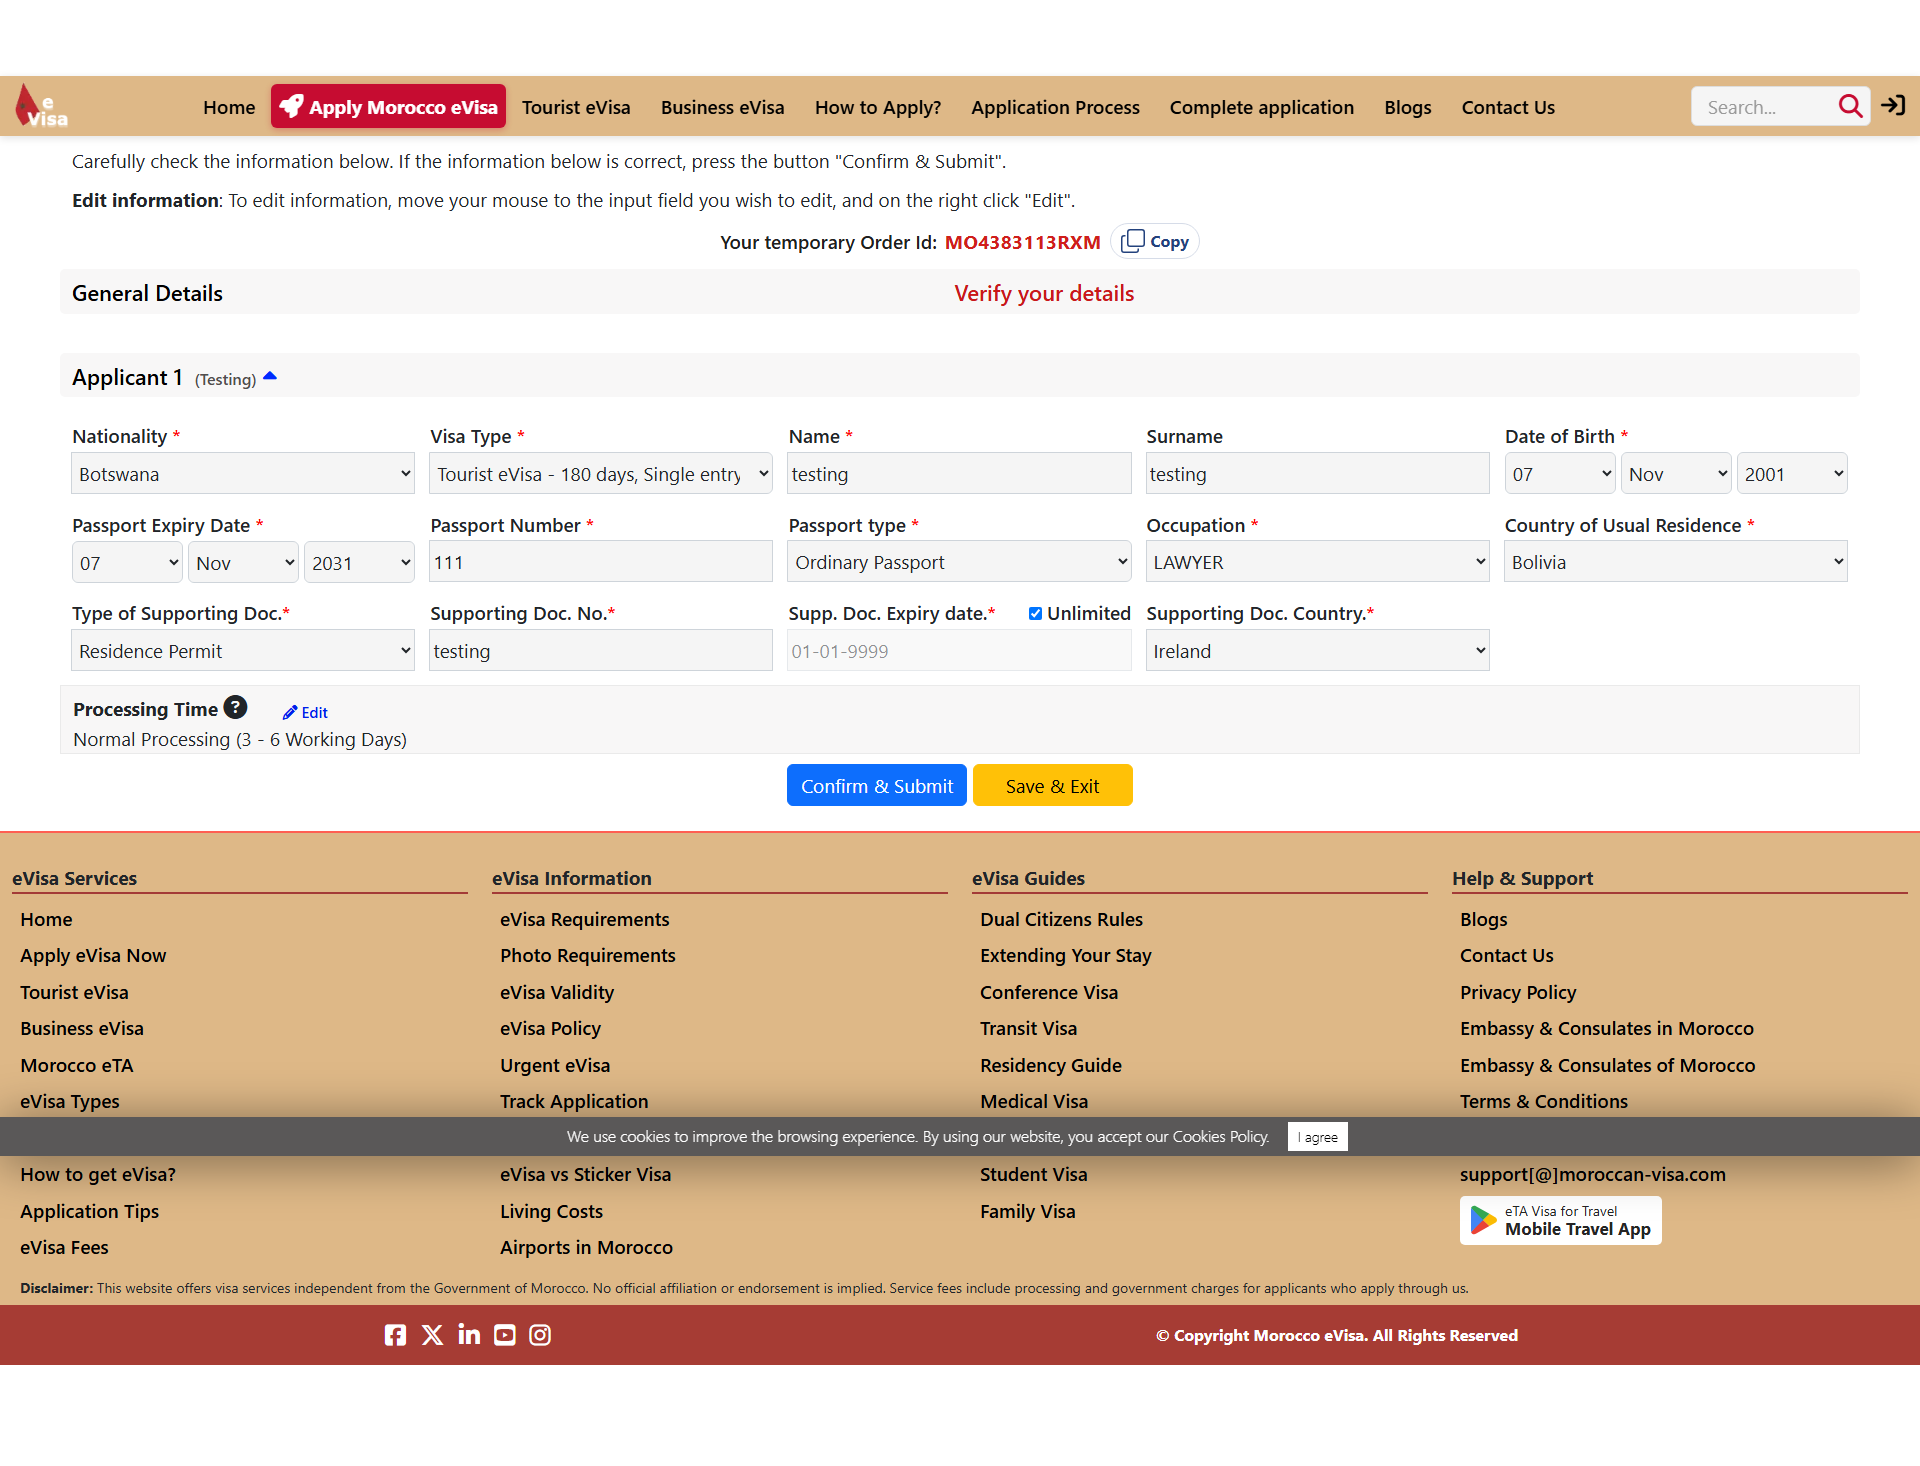 e
Visa
Home
Apply Morocco eVisa
Tourist eVisa
Business eVisa
How to Apply?
Application Process
Complete application
Blogs
Contact Us
Search...
Carefully check the information below. If the information below is correct, press the button "Confirm & Submit".
Edit information: To edit information, move your mouse to the input field you wish to edit, and on the right click "Edit".
Your temporary Order Id: MO4383113RXM Copy
General Details Verify your details
Applicant 1 (Testing)
Nationality * Visa Type * Name * Surname Date of Birth *
Botswana Tourist eVisa - 180 days, Single entry testing testing 07 Nov 2001
Passport Expiry Date * Passport Number * Passport type * Occupation * Country of Usual Residence *
07 Nov 2031 111 Ordinary Passport LAWYER Bolivia
Type of Supporting Doc.* Supporting Doc. No.* Supp. Doc. Expiry date.* Unlimited Supporting Doc. Country.*
Residence Permit testing 01-01-9999 Ireland
Processing Time ? Edit
Normal Processing (3 - 6 Working Days)
Confirm & Submit Save & Exit
eVisa Services
Home
Apply eVisa Now
Tourist eVisa
Business eVisa
Morocco eTA
eVisa Types
How to get eVisa?
Application Tips
eVisa Fees
eVisa Information
eVisa Requirements
Photo Requirements
eVisa Validity
eVisa Policy
Urgent eVisa
Track Application
eVisa vs Sticker Visa
Living Costs
Airports in Morocco
eVisa Guides
Dual Citizens Rules
Extending Your Stay
Conference Visa
Transit Visa
Residency Guide
Medical Visa
Student Visa
Family Visa
Help & Support
Blogs
Contact Us
Privacy Policy
Embassy & Consulates in Morocco
Embassy & Consulates of Morocco
Terms & Conditions
support[@]moroccan-visa.com
eTA Visa for Travel
Mobile Travel App
We use cookies to improve the browsing experience. By using our website, you accept our Cookies Policy. I agree
Disclaimer: This website offers visa services independent from the Government of Morocco. No official affiliation or endorsement is implied. Service fees include processing and government charges for applicants who apply through us.
© Copyright Morocco eVisa. All Rights Reserved